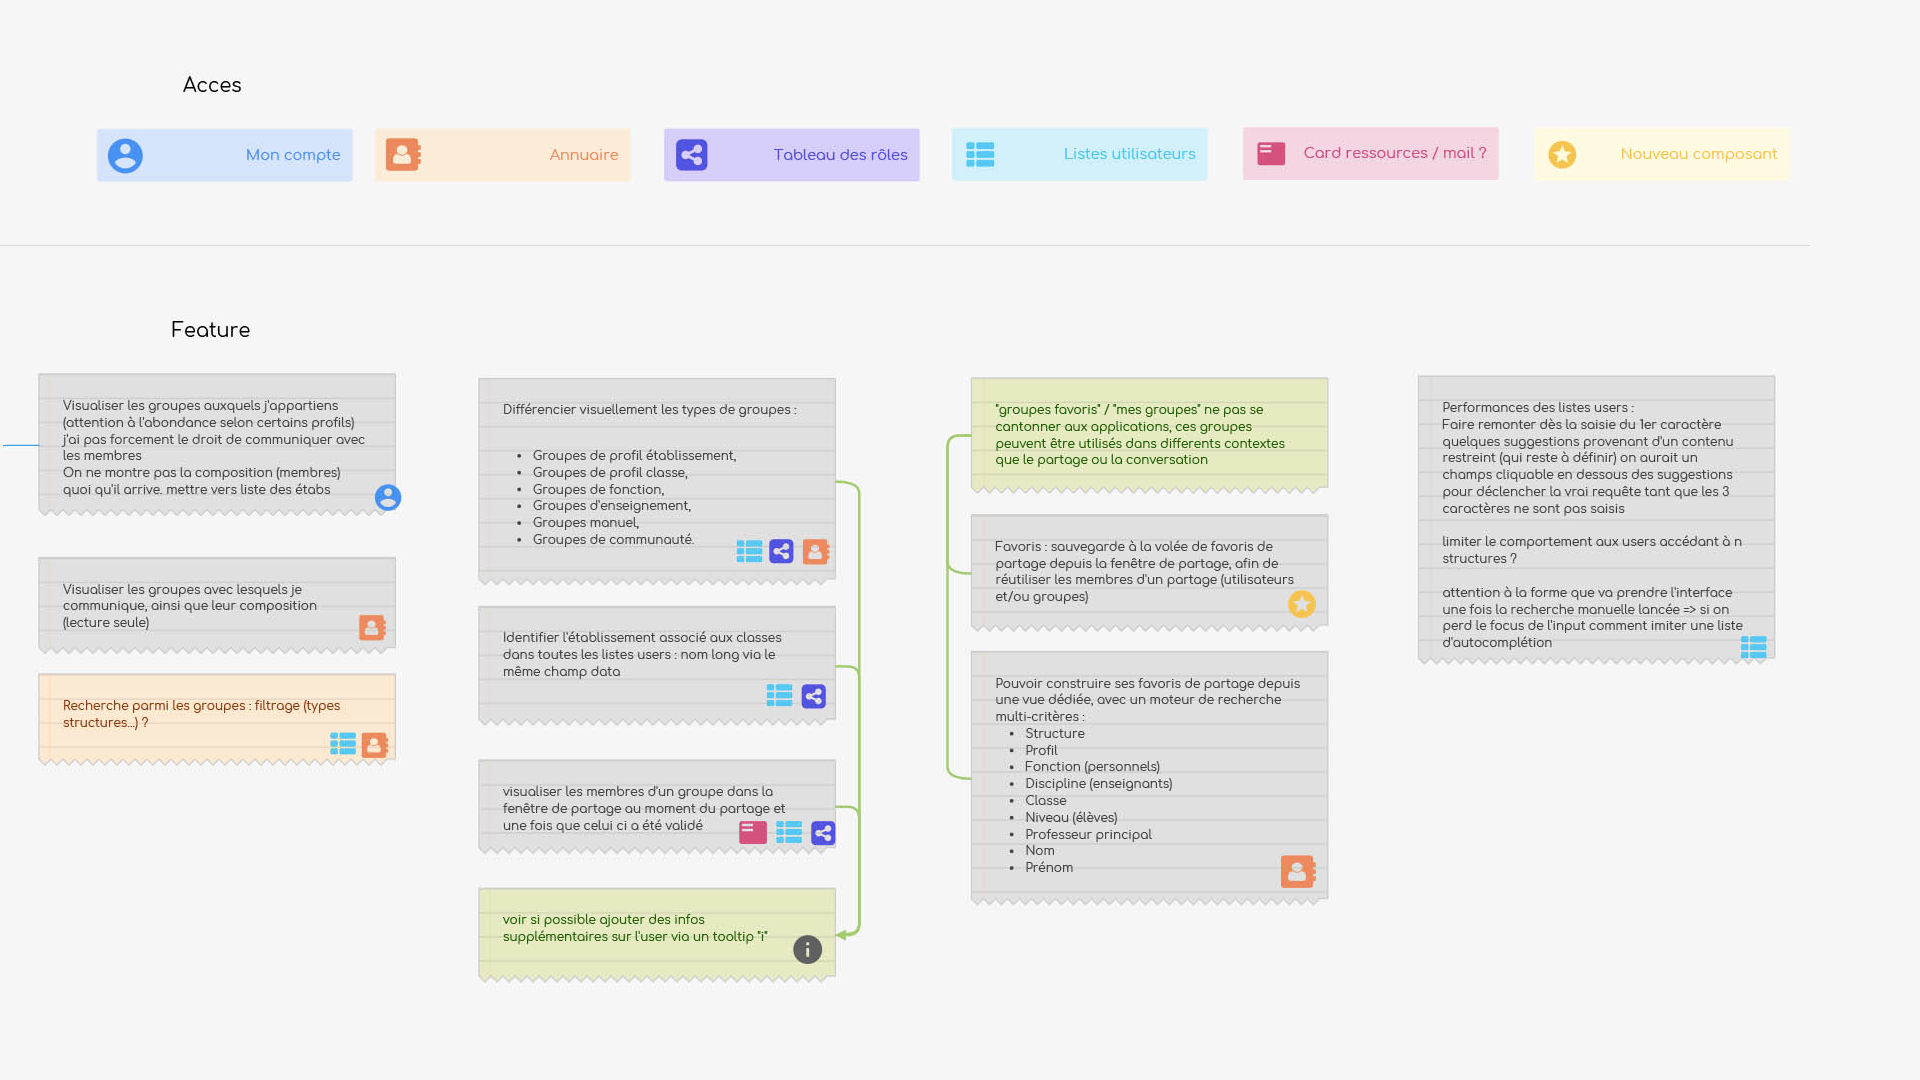 Acces
Mon compte
Annuaire
Tableau des rôles
Listes utilisateurs
Card ressources / mail ?
Nouveau composant
Feature
Visualiser les groupes auxquels j'appartiens
(attention à l'abondance selon certains profils)
j'ai pas forcement le droit de communiquer avec
les membres
On ne montre pas la composition (membres)
quoi qu'il arrive. mettre vers liste des étabs
Visualiser les groupes avec lesquels je
communique, ainsi que leur composition
(lecture seule)
Recherche parmi les groupes : filtrage (types
structures...) ?
Différencier visuellement les types de groupes :
• Groupes de profil établissement,
• Groupes de profil classe,
• Groupes de fonction,
• Groupes d'enseignement,
• Groupes manuel,
• Groupes de communauté.
Identifier l'établissement associé aux classes
dans toutes les listes users : nom long via le
même champ data
visualiser les membres d'un groupe dans la
fenêtre de partage au moment du partage et
une fois que celui ci a été validé
voir si possible ajouter des infos
supplémentaires sur l'user via un tooltip "i"
"groupes favoris" / "mes groupes" ne pas se
cantonner aux applications, ces groupes
peuvent être utilisés dans differents contextes
que le partage ou la conversation
Favoris : sauvegarde à la volée de favoris de
partage depuis la fenêtre de partage, afin de
réutiliser les membres d'un partage (utilisateurs
et/ou groupes)
Pouvoir construire ses favoris de partage depuis
une vue dédiée, avec un moteur de recherche
multi-critères :
• Structure
• Profil
• Fonction (personnels)
• Discipline (enseignants)
• Classe
• Niveau (élèves)
• Professeur principal
• Nom
• Prénom
Performances des listes users :
Faire remonter dès la saisie du 1er caractère
quelques suggestions provenant d'un contenu
restreint (qui reste à définir) on aurait un
champs cliquable en dessous des suggestions
pour déclencher la vrai requête tant que les 3
caractères ne sont pas saisis
limiter le comportement aux users accédant à n
structures ?
attention à la forme que va prendre l'interface
une fois la recherche manuelle lancée => si on
perd le focus de l'input comment imiter une liste
d'autocomplétion